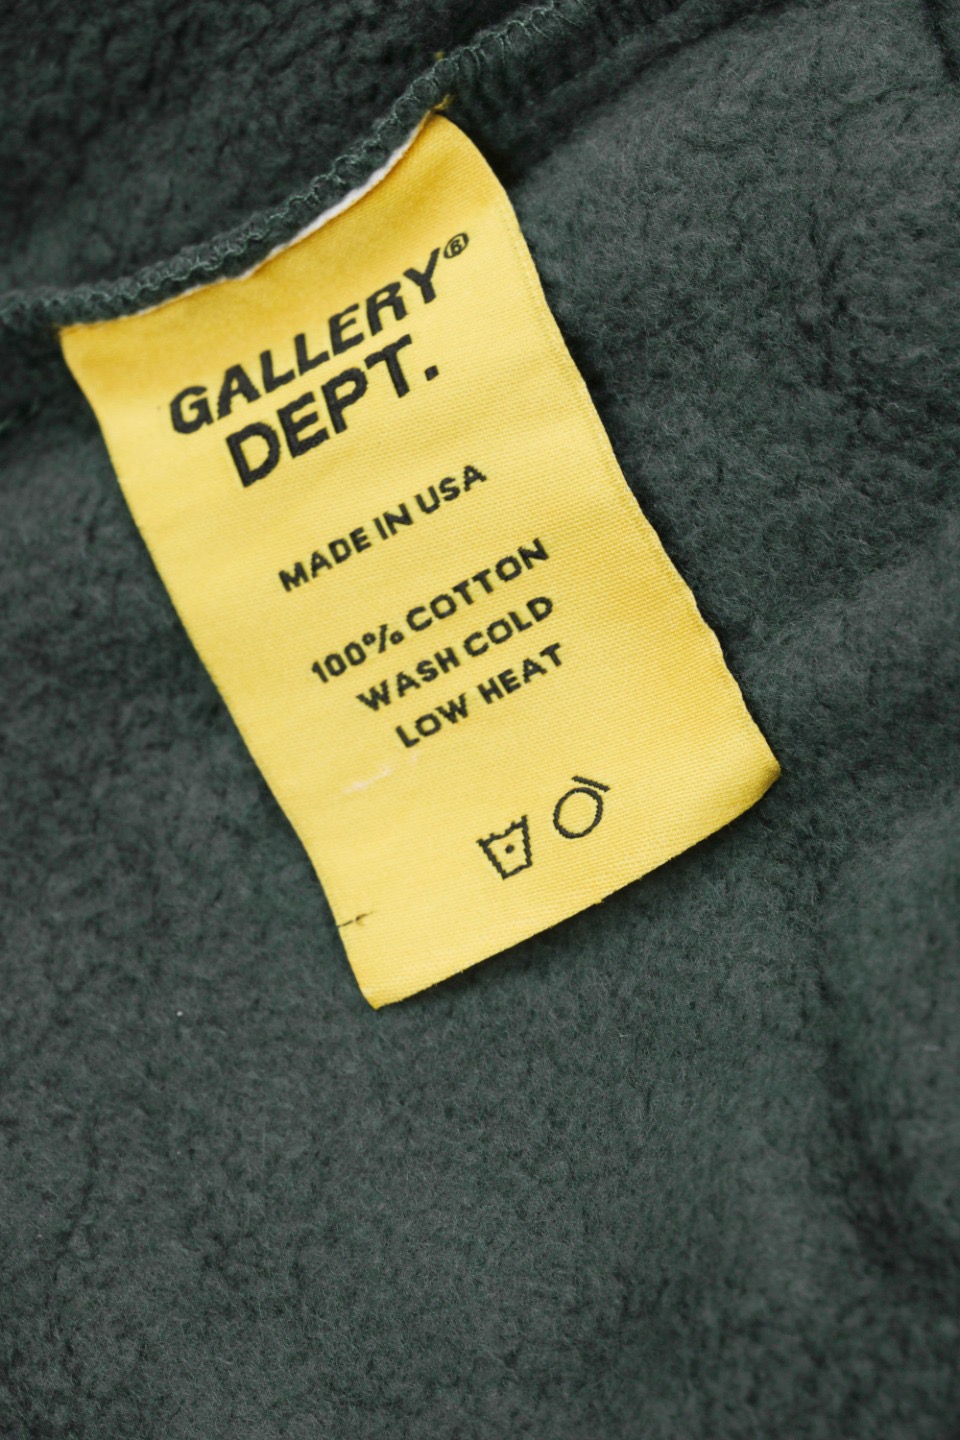 GALLERY®
DEPT.
MADE IN USA
100% COTTON
WASH COLD
LOW HEAT